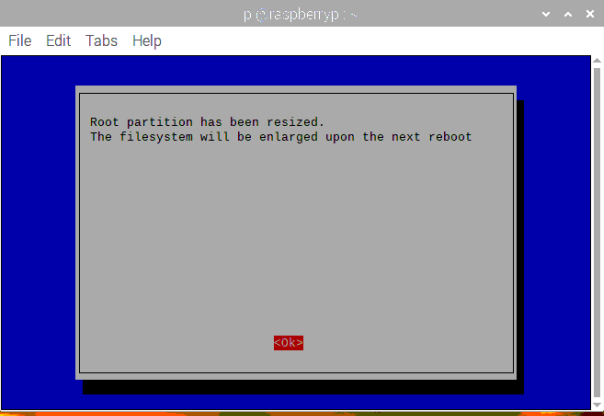 pi@raspberrypi: ~
File Edit Tabs Help
Root partition has been resized.
The filesystem will be enlarged upon the next reboot
<Ok>